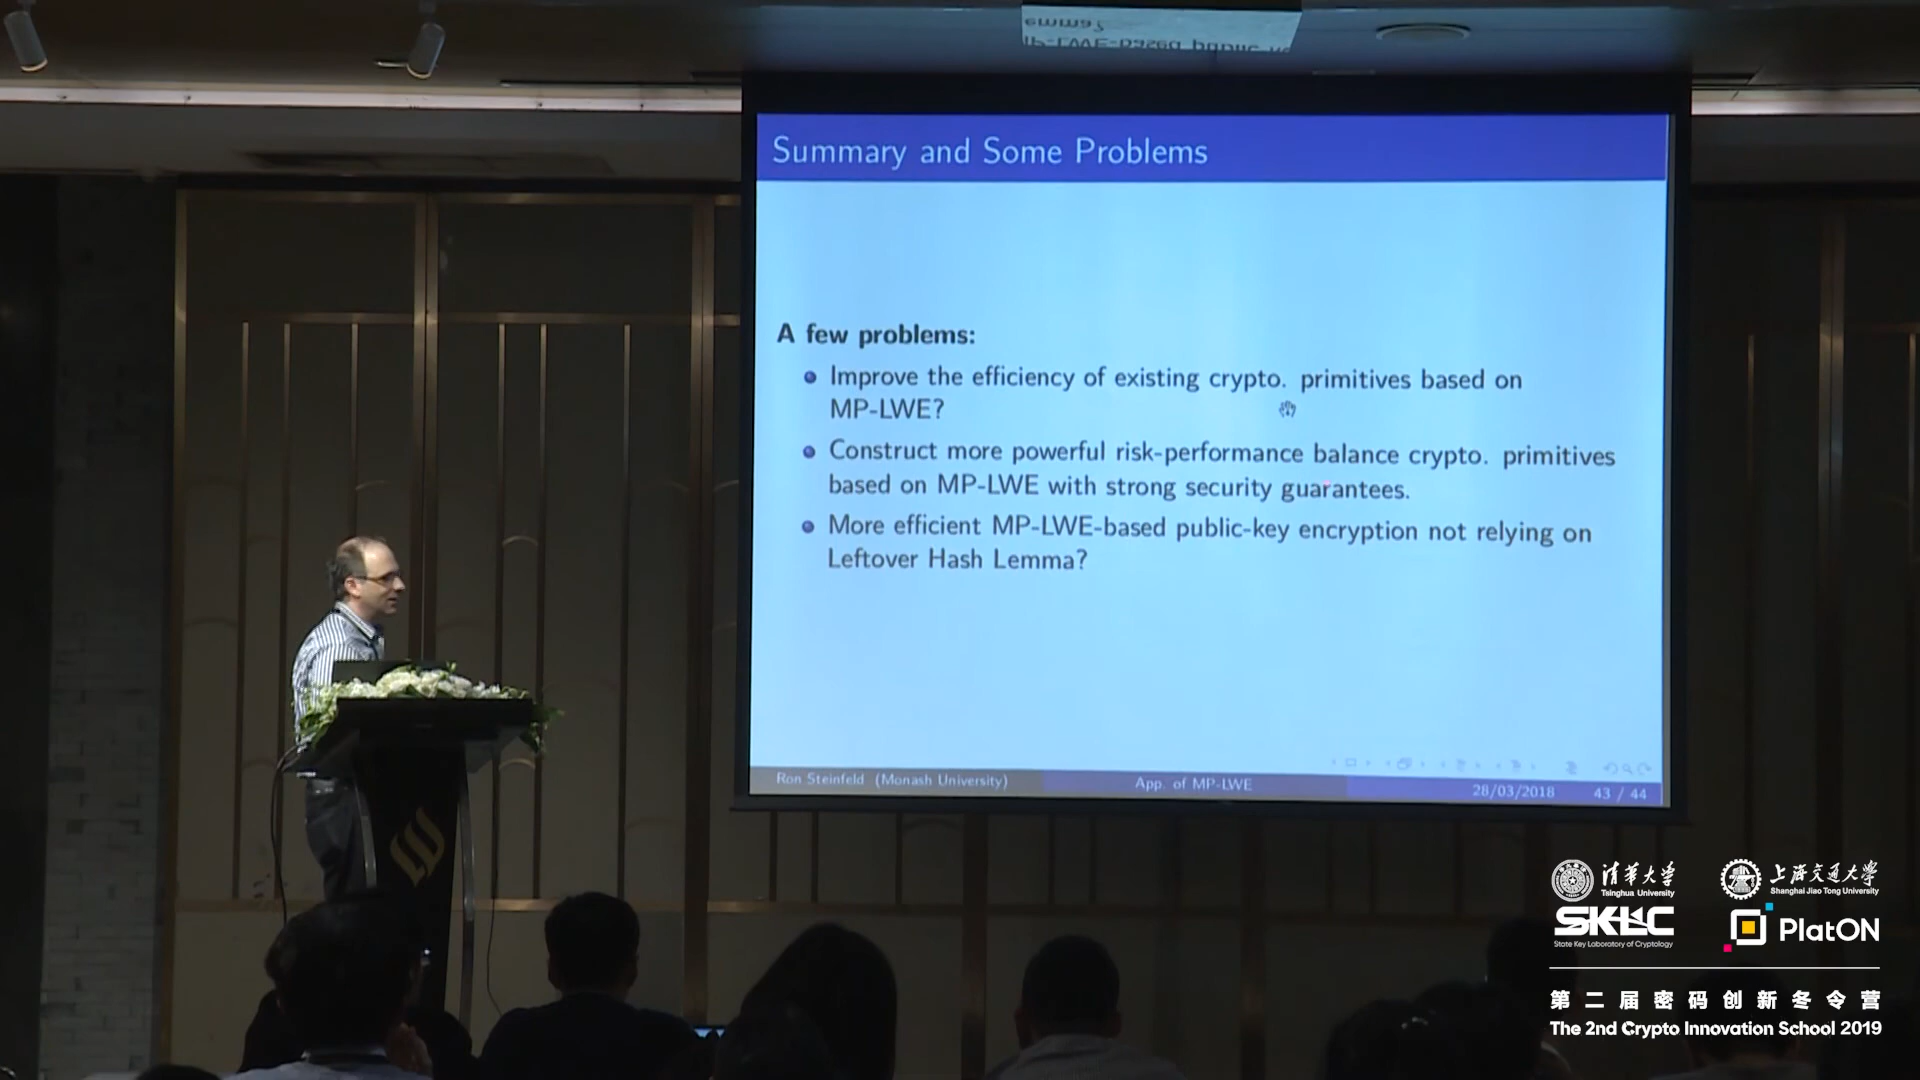 Summary and Some Problems
A few problems:
Improve the efficiency of existing crypto. primitives based on
MP-LWE?
Construct more powerful risk-performance balance crypto. primitives
based on MP-LWE with strong security guarantees.
More efficient MP-LWE-based public-key encryption not relying on
Leftover Hash Lemma?
Ron Steinfeld (Monash University)
App. of MP-LWE
28/03/2018
43 / 44
清华大学
Tsinghua University
上海交通大学
Shanghai Jiao Tong University
SKLC
State Key Laboratory of Cryptology
PlatON
第二届密码创新冬令营
The 2nd Crypto Innovation School 2019